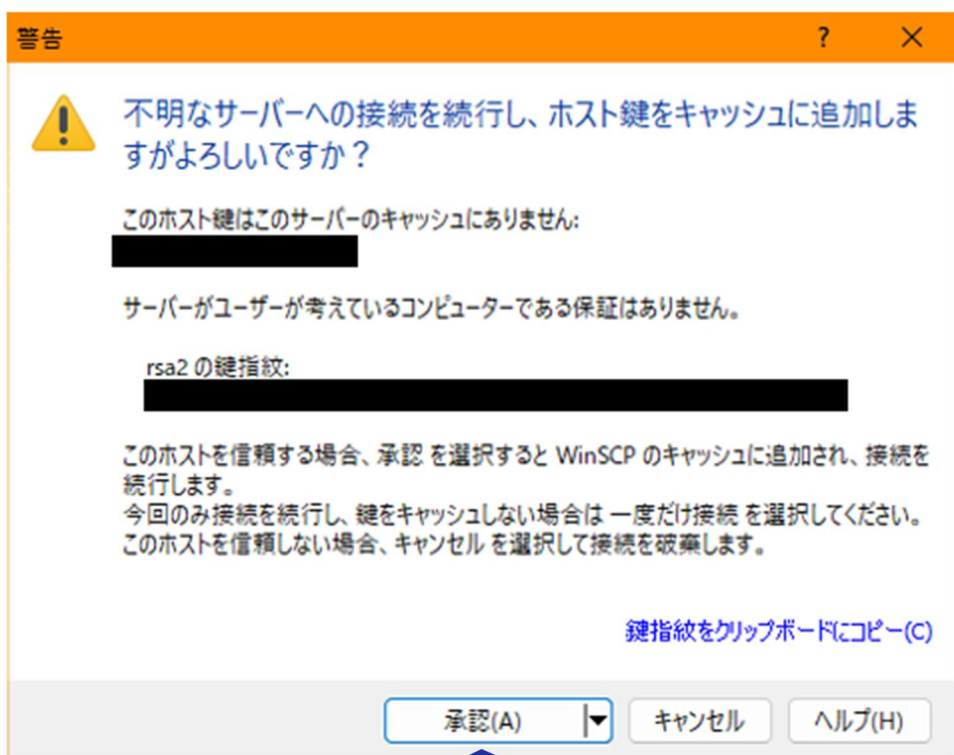 警告
?
×
不明なサーバーへの接続を続行し、ホスト鍵をキャッシュに追加しま
すがよろしいですか？
このホスト鍵はこのサーバーのキャッシュにありません:
サーバーがユーザーが考えているコンピューターである保証はありません。
rsa2 の鍵指紋:
このホストを信頼する場合、承認 を選択すると WinSCP のキャッシュに追加され、接続を
続行します。
今回のみ接続を続行し、鍵をキャッシュしない場合は 一度だけ接続 を選択してください。
このホストを信頼しない場合、キャンセル を選択して接続を破棄します。
鍵指紋をクリップボードにコピー(C)
承認(A) キャンセル ヘルプ(H)